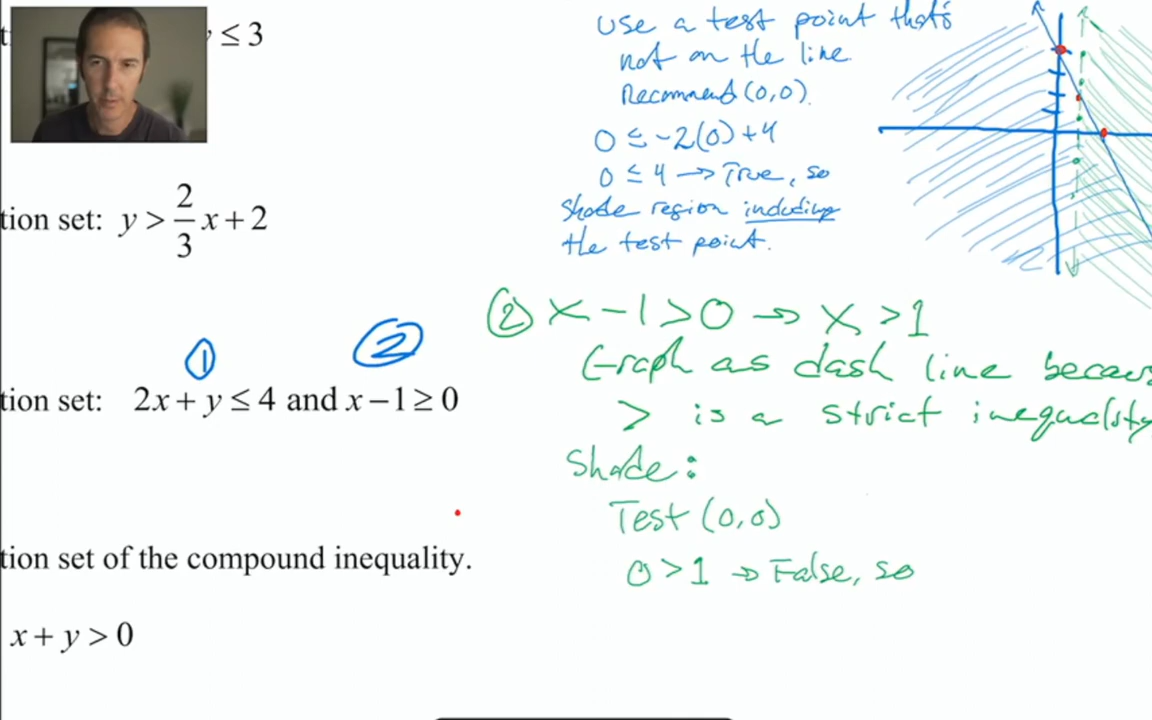 ≤ 3
use a test point that's
not on the line.
Recommend (0,0).
0 ≤ -2(0)+4
0 ≤ 4 → True, so
Shade region including
the test point.
tion set: y > 2/3 x + 2
① ②
tion set: 2x + y ≤ 4 and x − 1 ≥ 0
② x − 1 > 0 → x > 1
Graph as dash line becaus
> is a strict inequality
Shade:
Test (0,0)
0 > 1 → False, so
tion set of the compound inequality.
x + y > 0